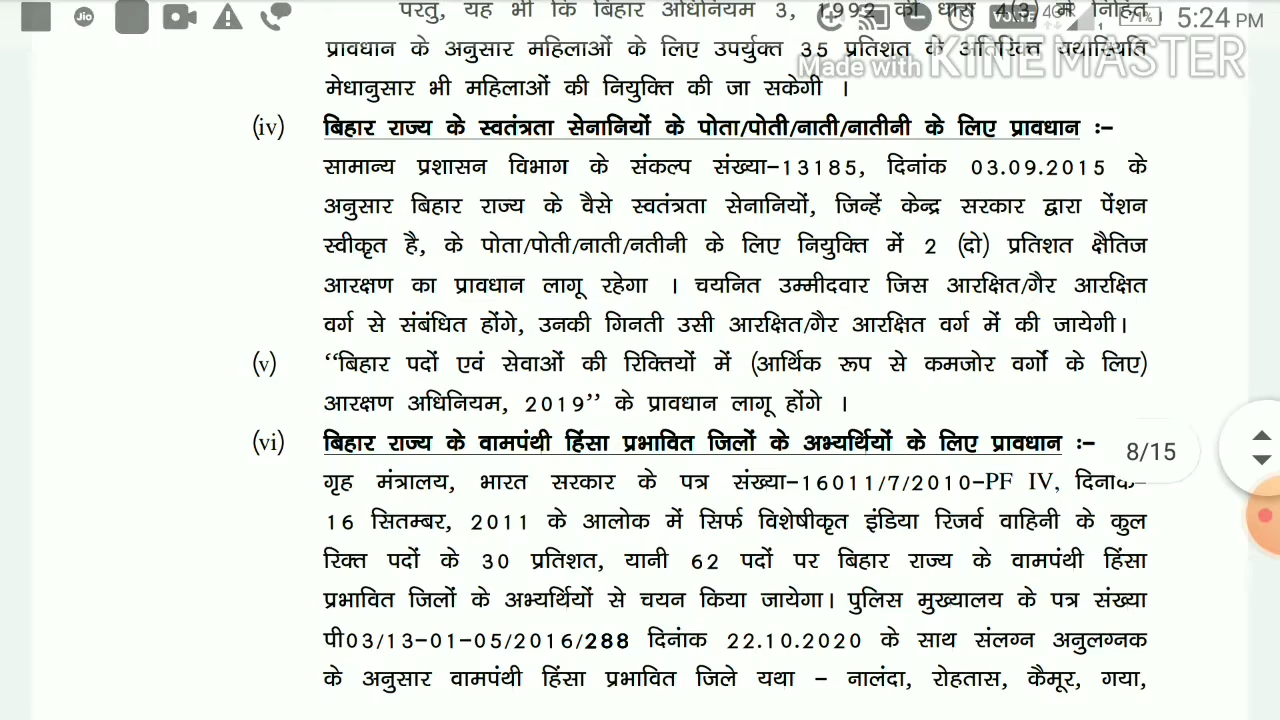 परंतु, यह भी कि बिहार अधिनियम 3, 1992 की धारा 4(3) में निहित
5:24 PM
प्रावधान के अनुसार महिलाओं के लिए उपर्युक्त 35 प्रतिशत के अतिरिक्त यथास्थिति
Made with KINEMASTER
मेधानुसार भी महिलाओं की नियुक्ति की जा सकेगी ।
(iv) बिहार राज्य के स्वतंत्रता सेनानियों के पोता/पोती/नाती/नातीनी के लिए प्रावधान :-
सामान्य प्रशासन विभाग के संकल्प संख्या-13185, दिनांक 03.09.2015 के
अनुसार बिहार राज्य के वैसे स्वतंत्रता सेनानियों, जिन्हें केन्द्र सरकार द्वारा पेंशन
स्वीकृत है, के पोता/पोती/नाती/नतीनी के लिए नियुक्ति में 2 (दो) प्रतिशत क्षैतिज
आरक्षण का प्रावधान लागू रहेगा । चयनित उम्मीदवार जिस आरक्षित/गैर आरक्षित
वर्ग से संबंधित होंगे, उनकी गिनती उसी आरक्षित/गैर आरक्षित वर्ग में की जायेगी।
(v) “बिहार पदों एवं सेवाओं की रिक्तियों में (आर्थिक रूप से कमजोर वर्गों के लिए)
आरक्षण अधिनियम, 2019” के प्रावधान लागू होंगे ।
(vi) बिहार राज्य के वामपंथी हिंसा प्रभावित जिलों के अभ्यर्थियों के लिए प्रावधान :-
8/15
गृह मंत्रालय, भारत सरकार के पत्र संख्या-16011/7/2010-PF IV, दिनांक-
16 सितम्बर, 2011 के आलोक में सिर्फ विशेषीकृत इंडिया रिजर्व वाहिनी के कुल
रिक्त पदों के 30 प्रतिशत, यानी 62 पदों पर बिहार राज्य के वामपंथी हिंसा
प्रभावित जिलों के अभ्यर्थियों से चयन किया जायेगा। पुलिस मुख्यालय के पत्र संख्या
पी03/13-01-05/2016/288 दिनांक 22.10.2020 के साथ संलग्न अनुलग्नक
के अनुसार वामपंथी हिंसा प्रभावित जिले यथा - नालंदा, रोहतास, कैमूर, गया,